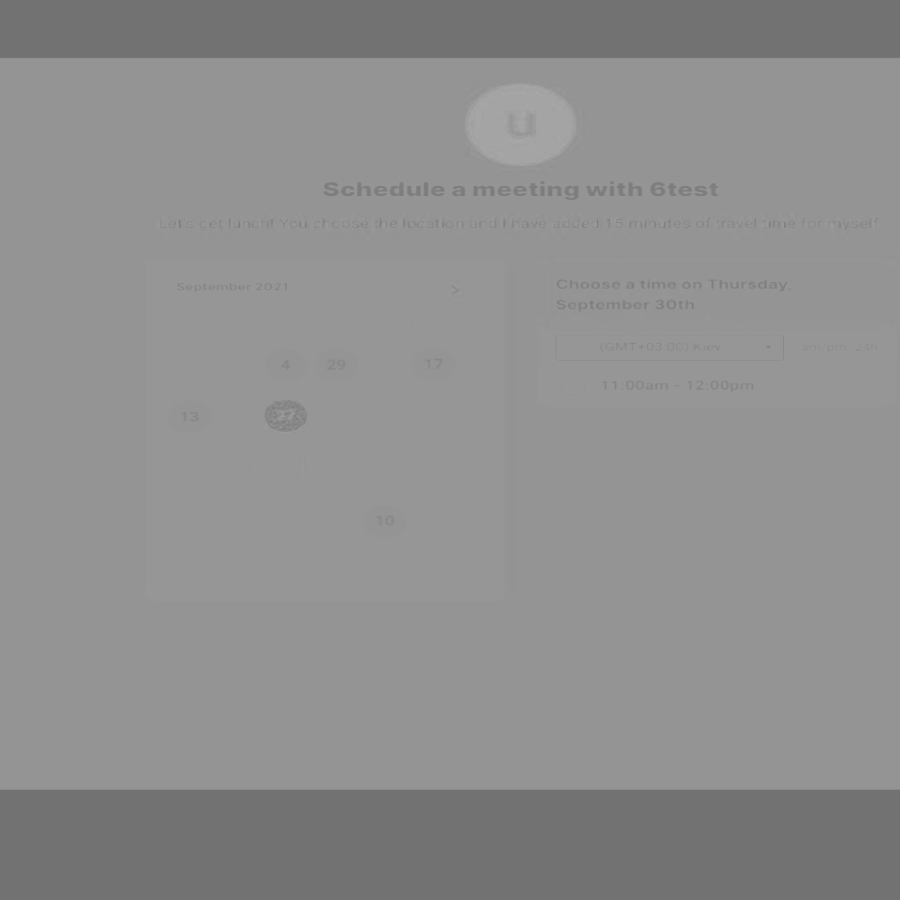 u
Schedule a meeting with 6test
Let's get lunch! You choose the location and I have added 15 minutes of travel time for myself
September 2021 >
4 29 17
13 27
10
Choose a time on Thursday,
September 30th
(GMT+03:00) Kiev am/pm 24h
11:00am - 12:00pm